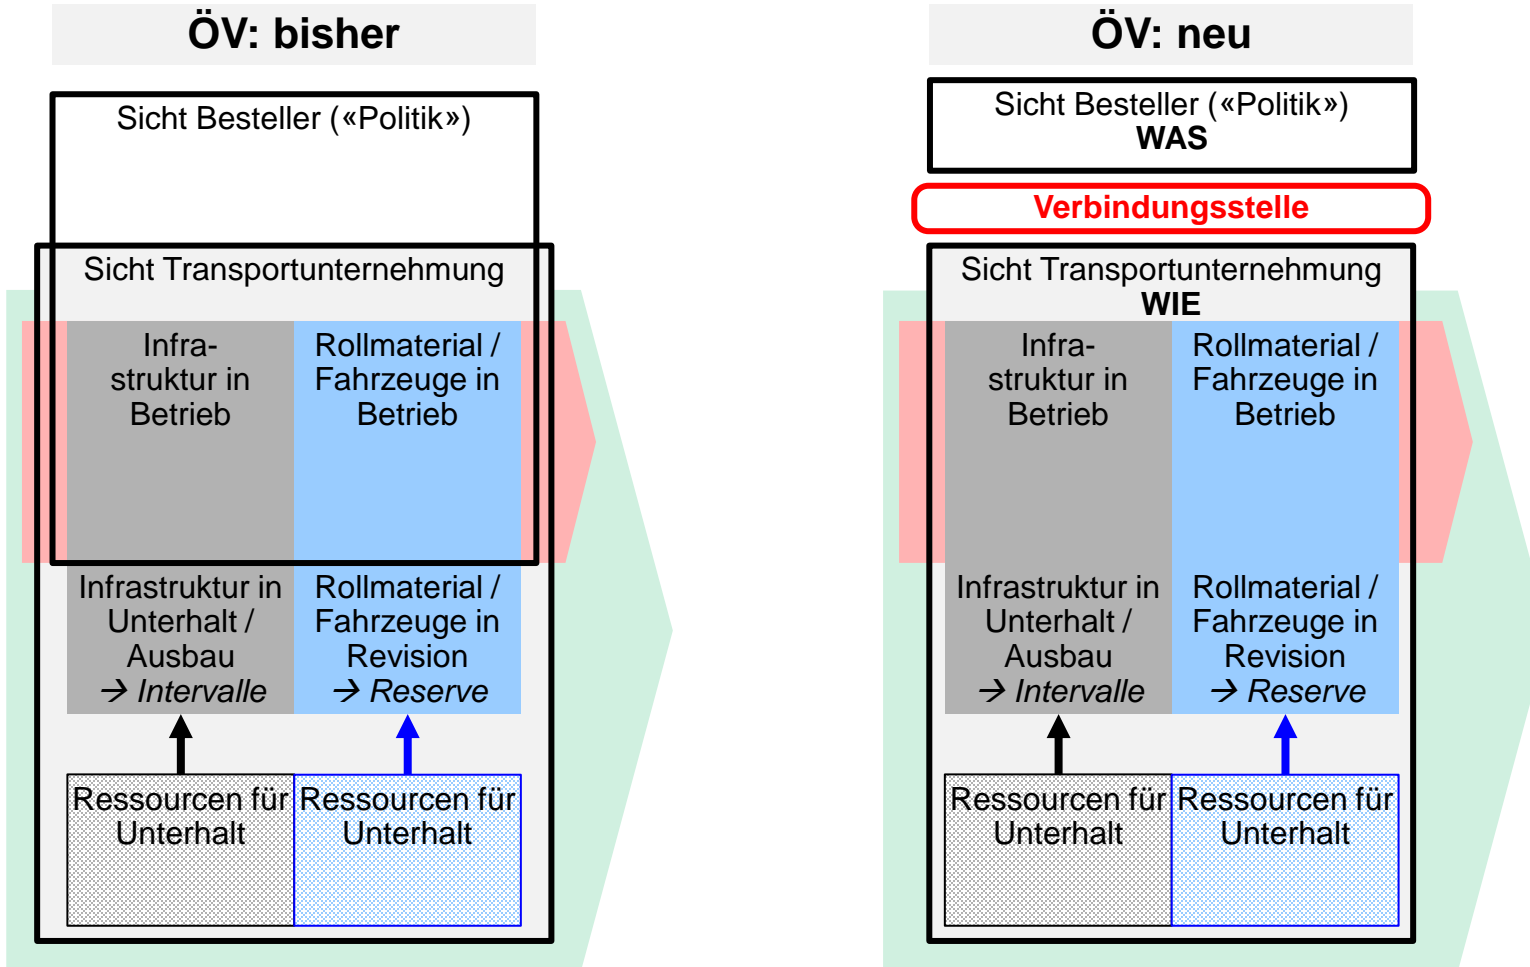 ÖV: bisher
Sicht Besteller («Politik»)
Sicht Transportunternehmung
Infra-
struktur in
Betrieb
Rollmaterial /
Fahrzeuge in
Betrieb
Infrastruktur in
Unterhalt /
Ausbau
→ Intervalle
Rollmaterial /
Fahrzeuge in
Revision
→ Reserve
Ressourcen für
Unterhalt
Ressourcen für
Unterhalt
ÖV: neu
Sicht Besteller («Politik»)
WAS
Verbindungsstelle
Sicht Transportunternehmung
WIE
Infra-
struktur in
Betrieb
Rollmaterial /
Fahrzeuge in
Betrieb
Infrastruktur in
Unterhalt /
Ausbau
→ Intervalle
Rollmaterial /
Fahrzeuge in
Revision
→ Reserve
Ressourcen für
Unterhalt
Ressourcen für
Unterhalt